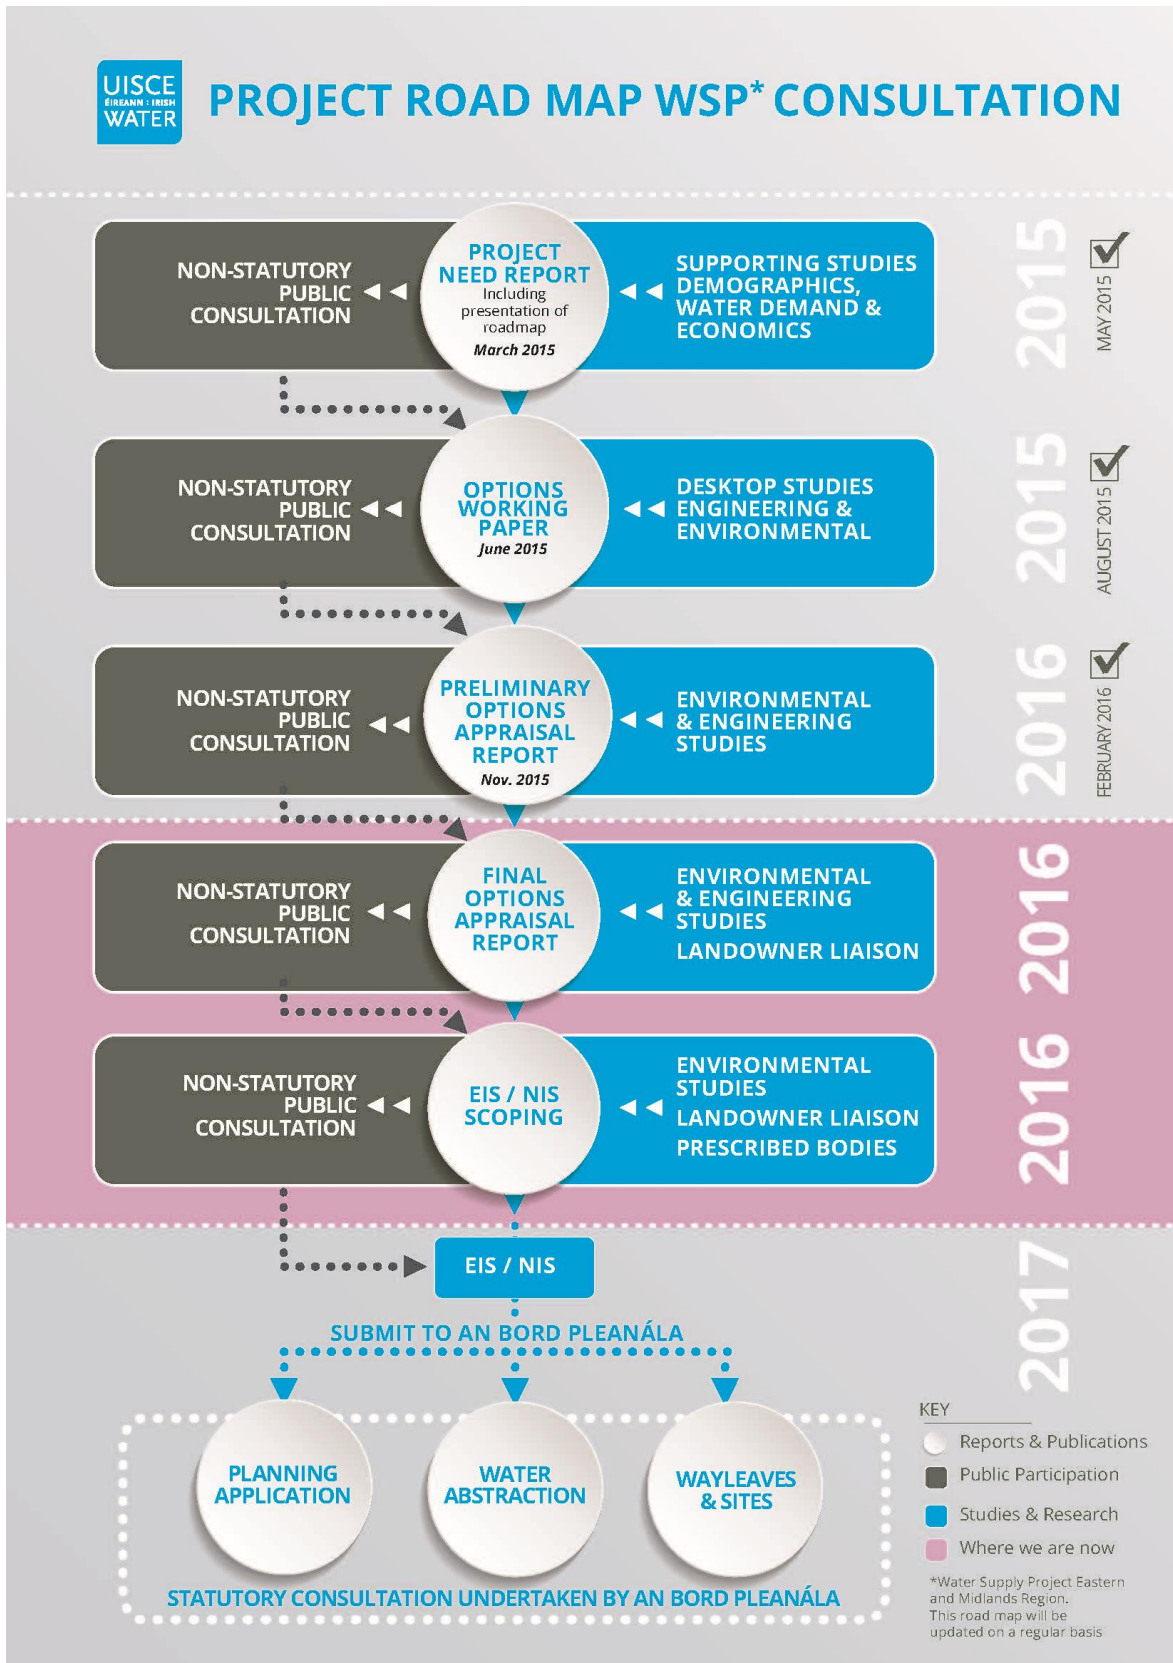 UISCE
ÉIREANN : IRISH
WATER
PROJECT ROAD MAP WSP* CONSULTATION
NON-STATUTORY
PUBLIC
CONSULTATION
PROJECT
NEED REPORT
Including
presentation of
roadmap
March 2015
SUPPORTING STUDIES
DEMOGRAPHICS,
WATER DEMAND &
ECONOMICS
2015
MAY 2015
NON-STATUTORY
PUBLIC
CONSULTATION
OPTIONS
WORKING
PAPER
June 2015
DESKTOP STUDIES
ENGINEERING &
ENVIRONMENTAL
2015
AUGUST 2015
NON-STATUTORY
PUBLIC
CONSULTATION
PRELIMINARY
OPTIONS
APPRAISAL
REPORT
Nov. 2015
ENVIRONMENTAL
& ENGINEERING
STUDIES
2016
FEBRUARY 2016
NON-STATUTORY
PUBLIC
CONSULTATION
FINAL
OPTIONS
APPRAISAL
REPORT
ENVIRONMENTAL
& ENGINEERING
STUDIES
LANDOWNER LIAISON
2016
NON-STATUTORY
PUBLIC
CONSULTATION
EIS / NIS
SCOPING
ENVIRONMENTAL
STUDIES
LANDOWNER LIAISON
PRESCRIBED BODIES
2016
EIS / NIS
2017
SUBMIT TO AN BORD PLEANÁLA
PLANNING
APPLICATION
WATER
ABSTRACTION
WAYLEAVES
& SITES
STATUTORY CONSULTATION UNDERTAKEN BY AN BORD PLEANÁLA
KEY
Reports & Publications
Public Participation
Studies & Research
Where we are now
*Water Supply Project Eastern
and Midlands Region.
This road map will be
updated on a regular basis